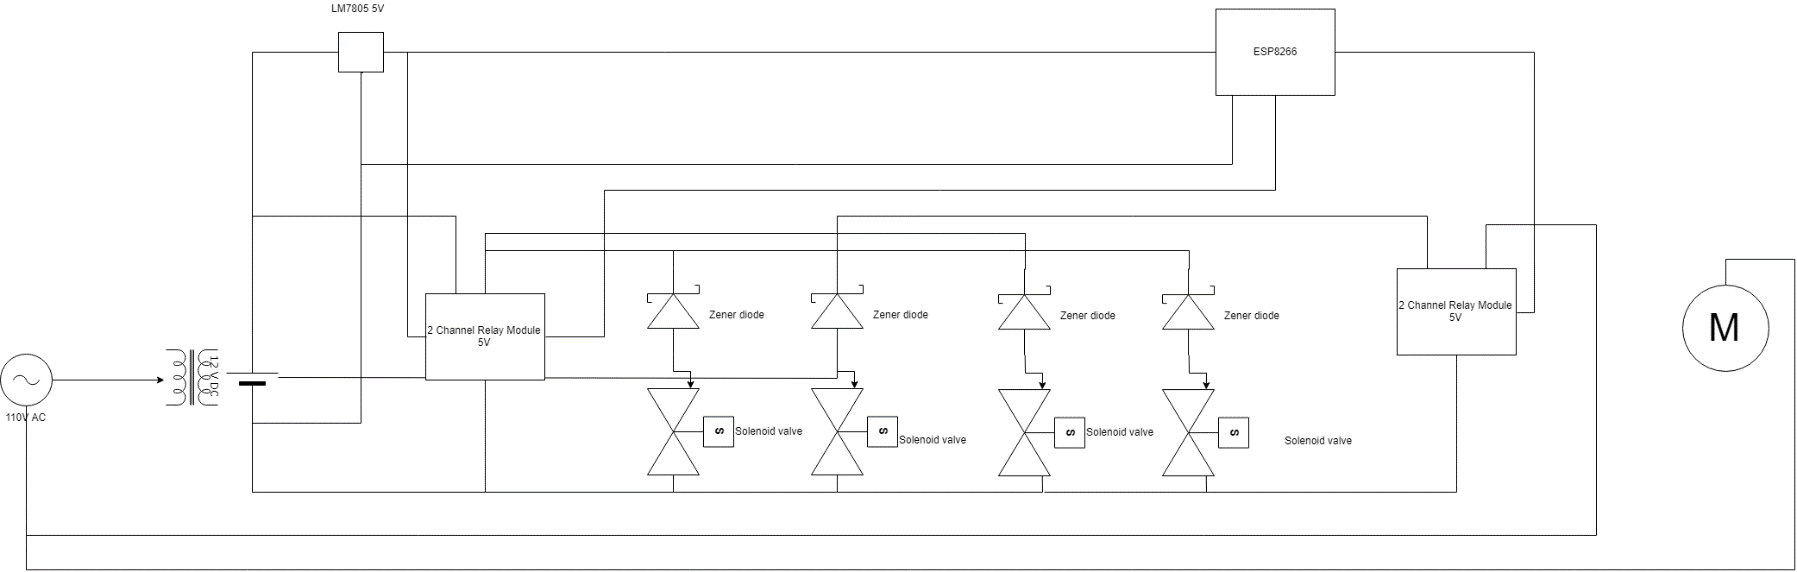 LM7805 5V
ESP8266
2 Channel Relay Module
5V
Zener diode
Zener diode
Zener diode
Zener diode
2 Channel Relay Module
5V
M
12 V DC
110V AC
S
Solenoid valve
S
Solenoid valve
S
Solenoid valve
S
Solenoid valve